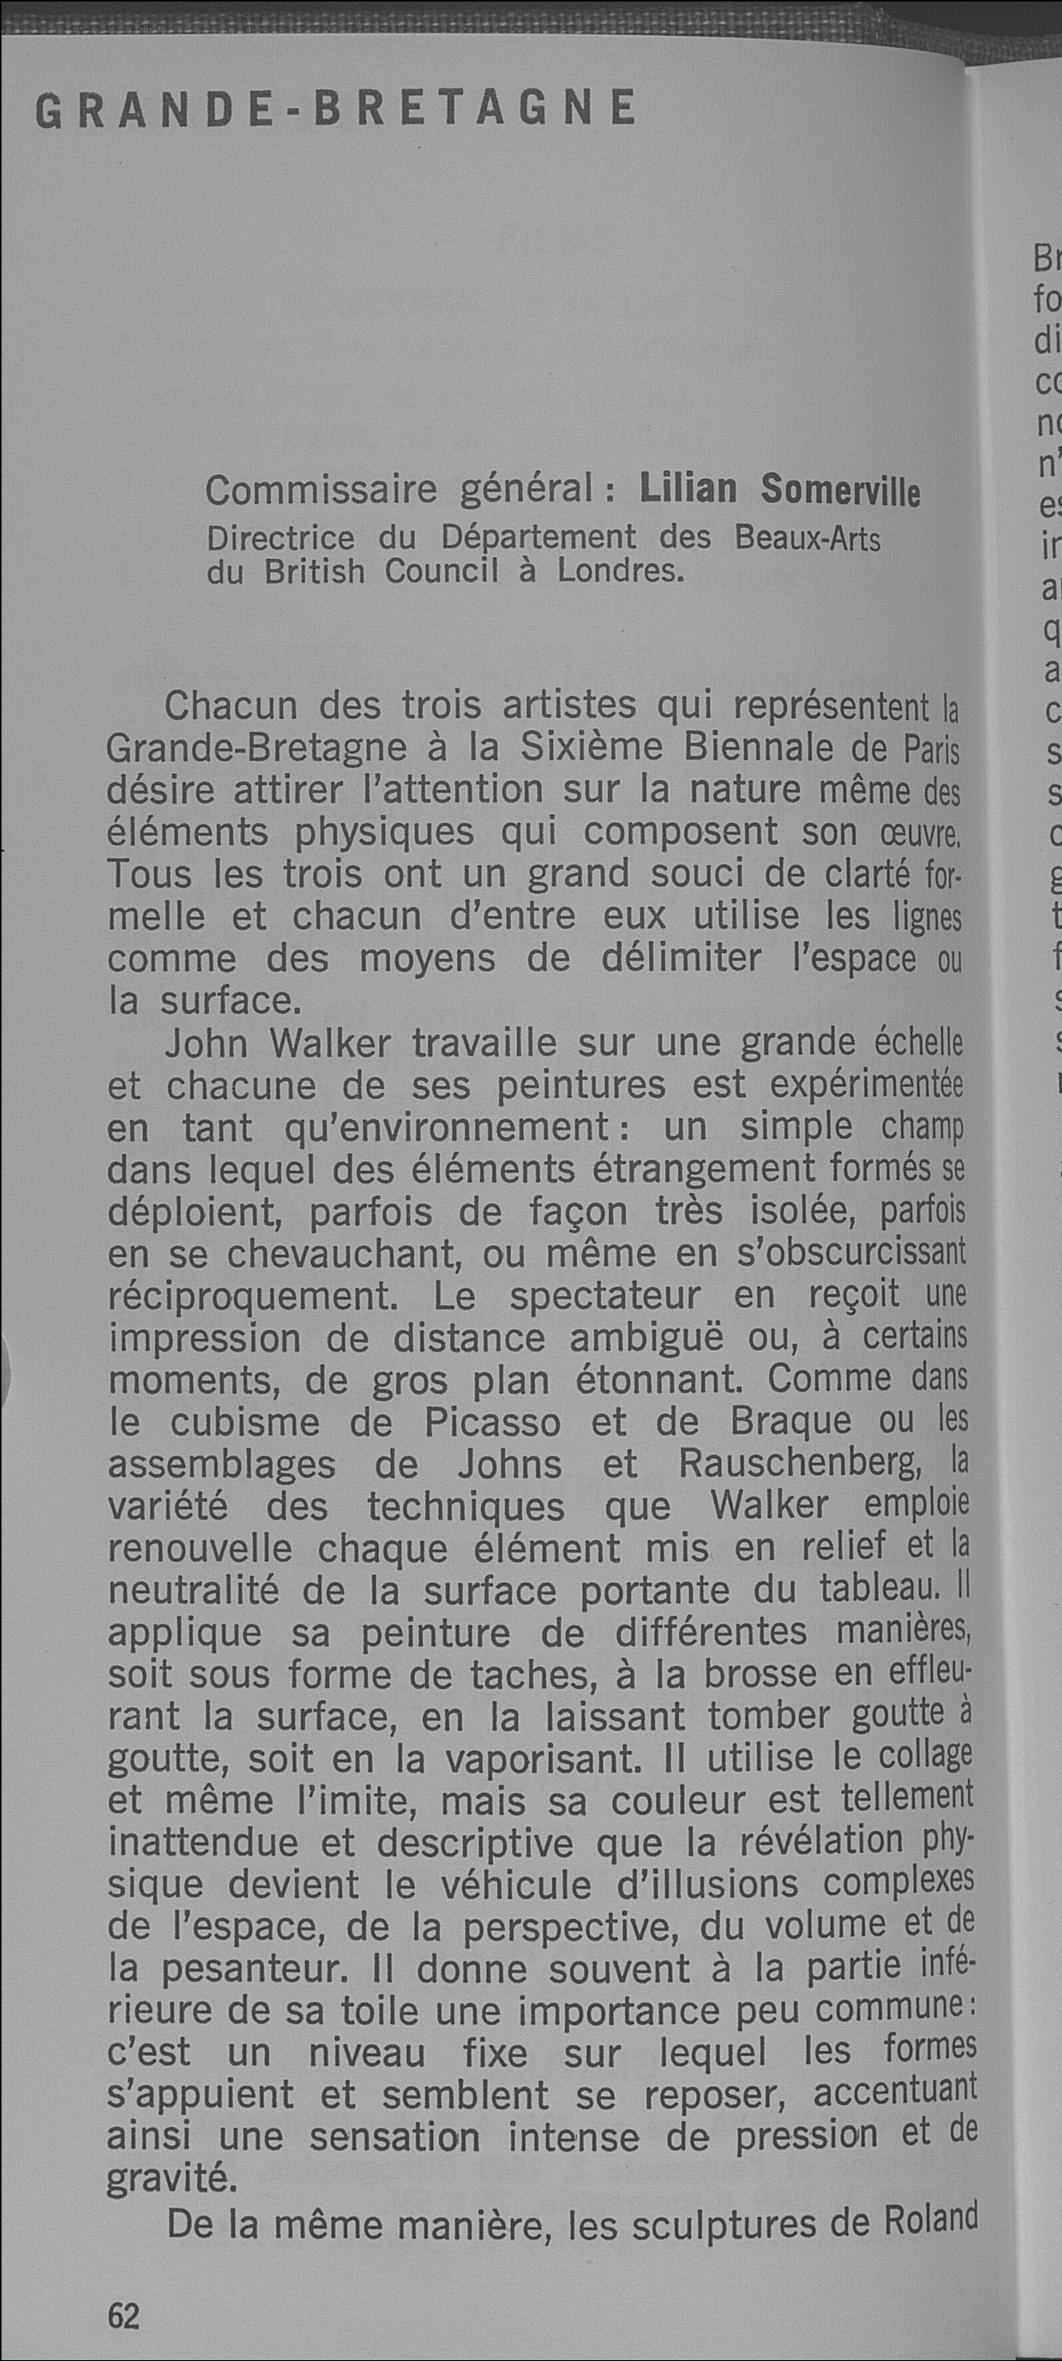 GRANDE-BRETAGNE
Commissaire général : Lilian Somerville
Directrice du Département des Beaux-Arts
du British Council à Londres.
Chacun des trois artistes qui représentent la
Grande-Bretagne à la Sixième Biennale de Paris
désire attirer l'attention sur la nature même des
éléments physiques qui composent son œuvre.
Tous les trois ont un grand souci de clarté for-
melle et chacun d'entre eux utilise les lignes
comme des moyens de délimiter l'espace ou
la surface.
John Walker travaille sur une grande échelle
et chacune de ses peintures est expérimentée
en tant qu'environnement : un simple champ
dans lequel des éléments étrangement formés se
déploient, parfois de façon très isolée, parfois
en se chevauchant, ou même en s'obscurcissant
réciproquement. Le spectateur en reçoit une
impression de distance ambiguë ou, à certains
moments, de gros plan étonnant. Comme dans
le cubisme de Picasso et de Braque ou les
assemblages de Johns et Rauschenberg, la
variété des techniques que Walker emploie
renouvelle chaque élément mis en relief et la
neutralité de la surface portante du tableau. Il
applique sa peinture de différentes manières,
soit sous forme de taches, à la brosse en effleu-
rant la surface, en la laissant tomber goutte à
goutte, soit en la vaporisant. Il utilise le collage
et même l'imite, mais sa couleur est tellement
inattendue et descriptive que la révélation phy-
sique devient le véhicule d'illusions complexes
de l'espace, de la perspective, du volume et de
la pesanteur. Il donne souvent à la partie infé-
rieure de sa toile une importance peu commune :
c'est un niveau fixe sur lequel les formes
s'appuient et semblent se reposer, accentuant
ainsi une sensation intense de pression et de
gravité.
De la même manière, les sculptures de Roland
62